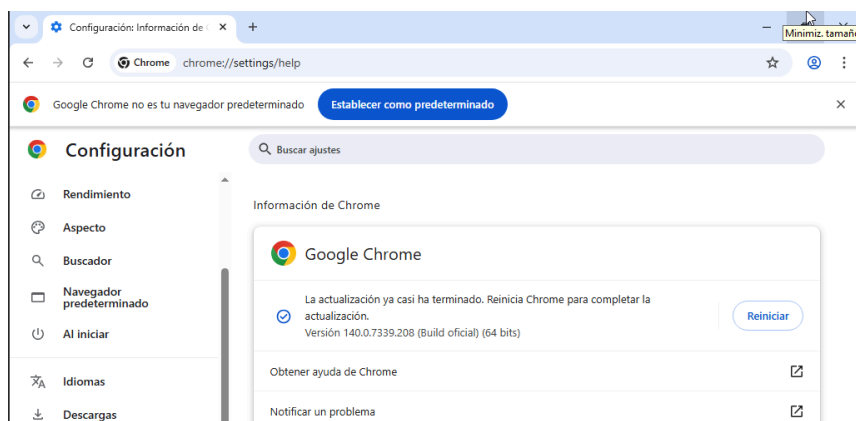 Configuración: Información de
Minimiz. tamaño
Chrome
chrome://settings/help
Google Chrome no es tu navegador predeterminado
Establecer como predeterminado
Configuración
Buscar ajustes
Rendimiento
Aspecto
Buscador
Navegador
predeterminado
Al iniciar
Idiomas
Descargas
Información de Chrome
Google Chrome
La actualización ya casi ha terminado. Reinicia Chrome para completar la
actualización.
Versión 140.0.7339.208 (Build oficial) (64 bits)
Reiniciar
Obtener ayuda de Chrome
Notificar un problema